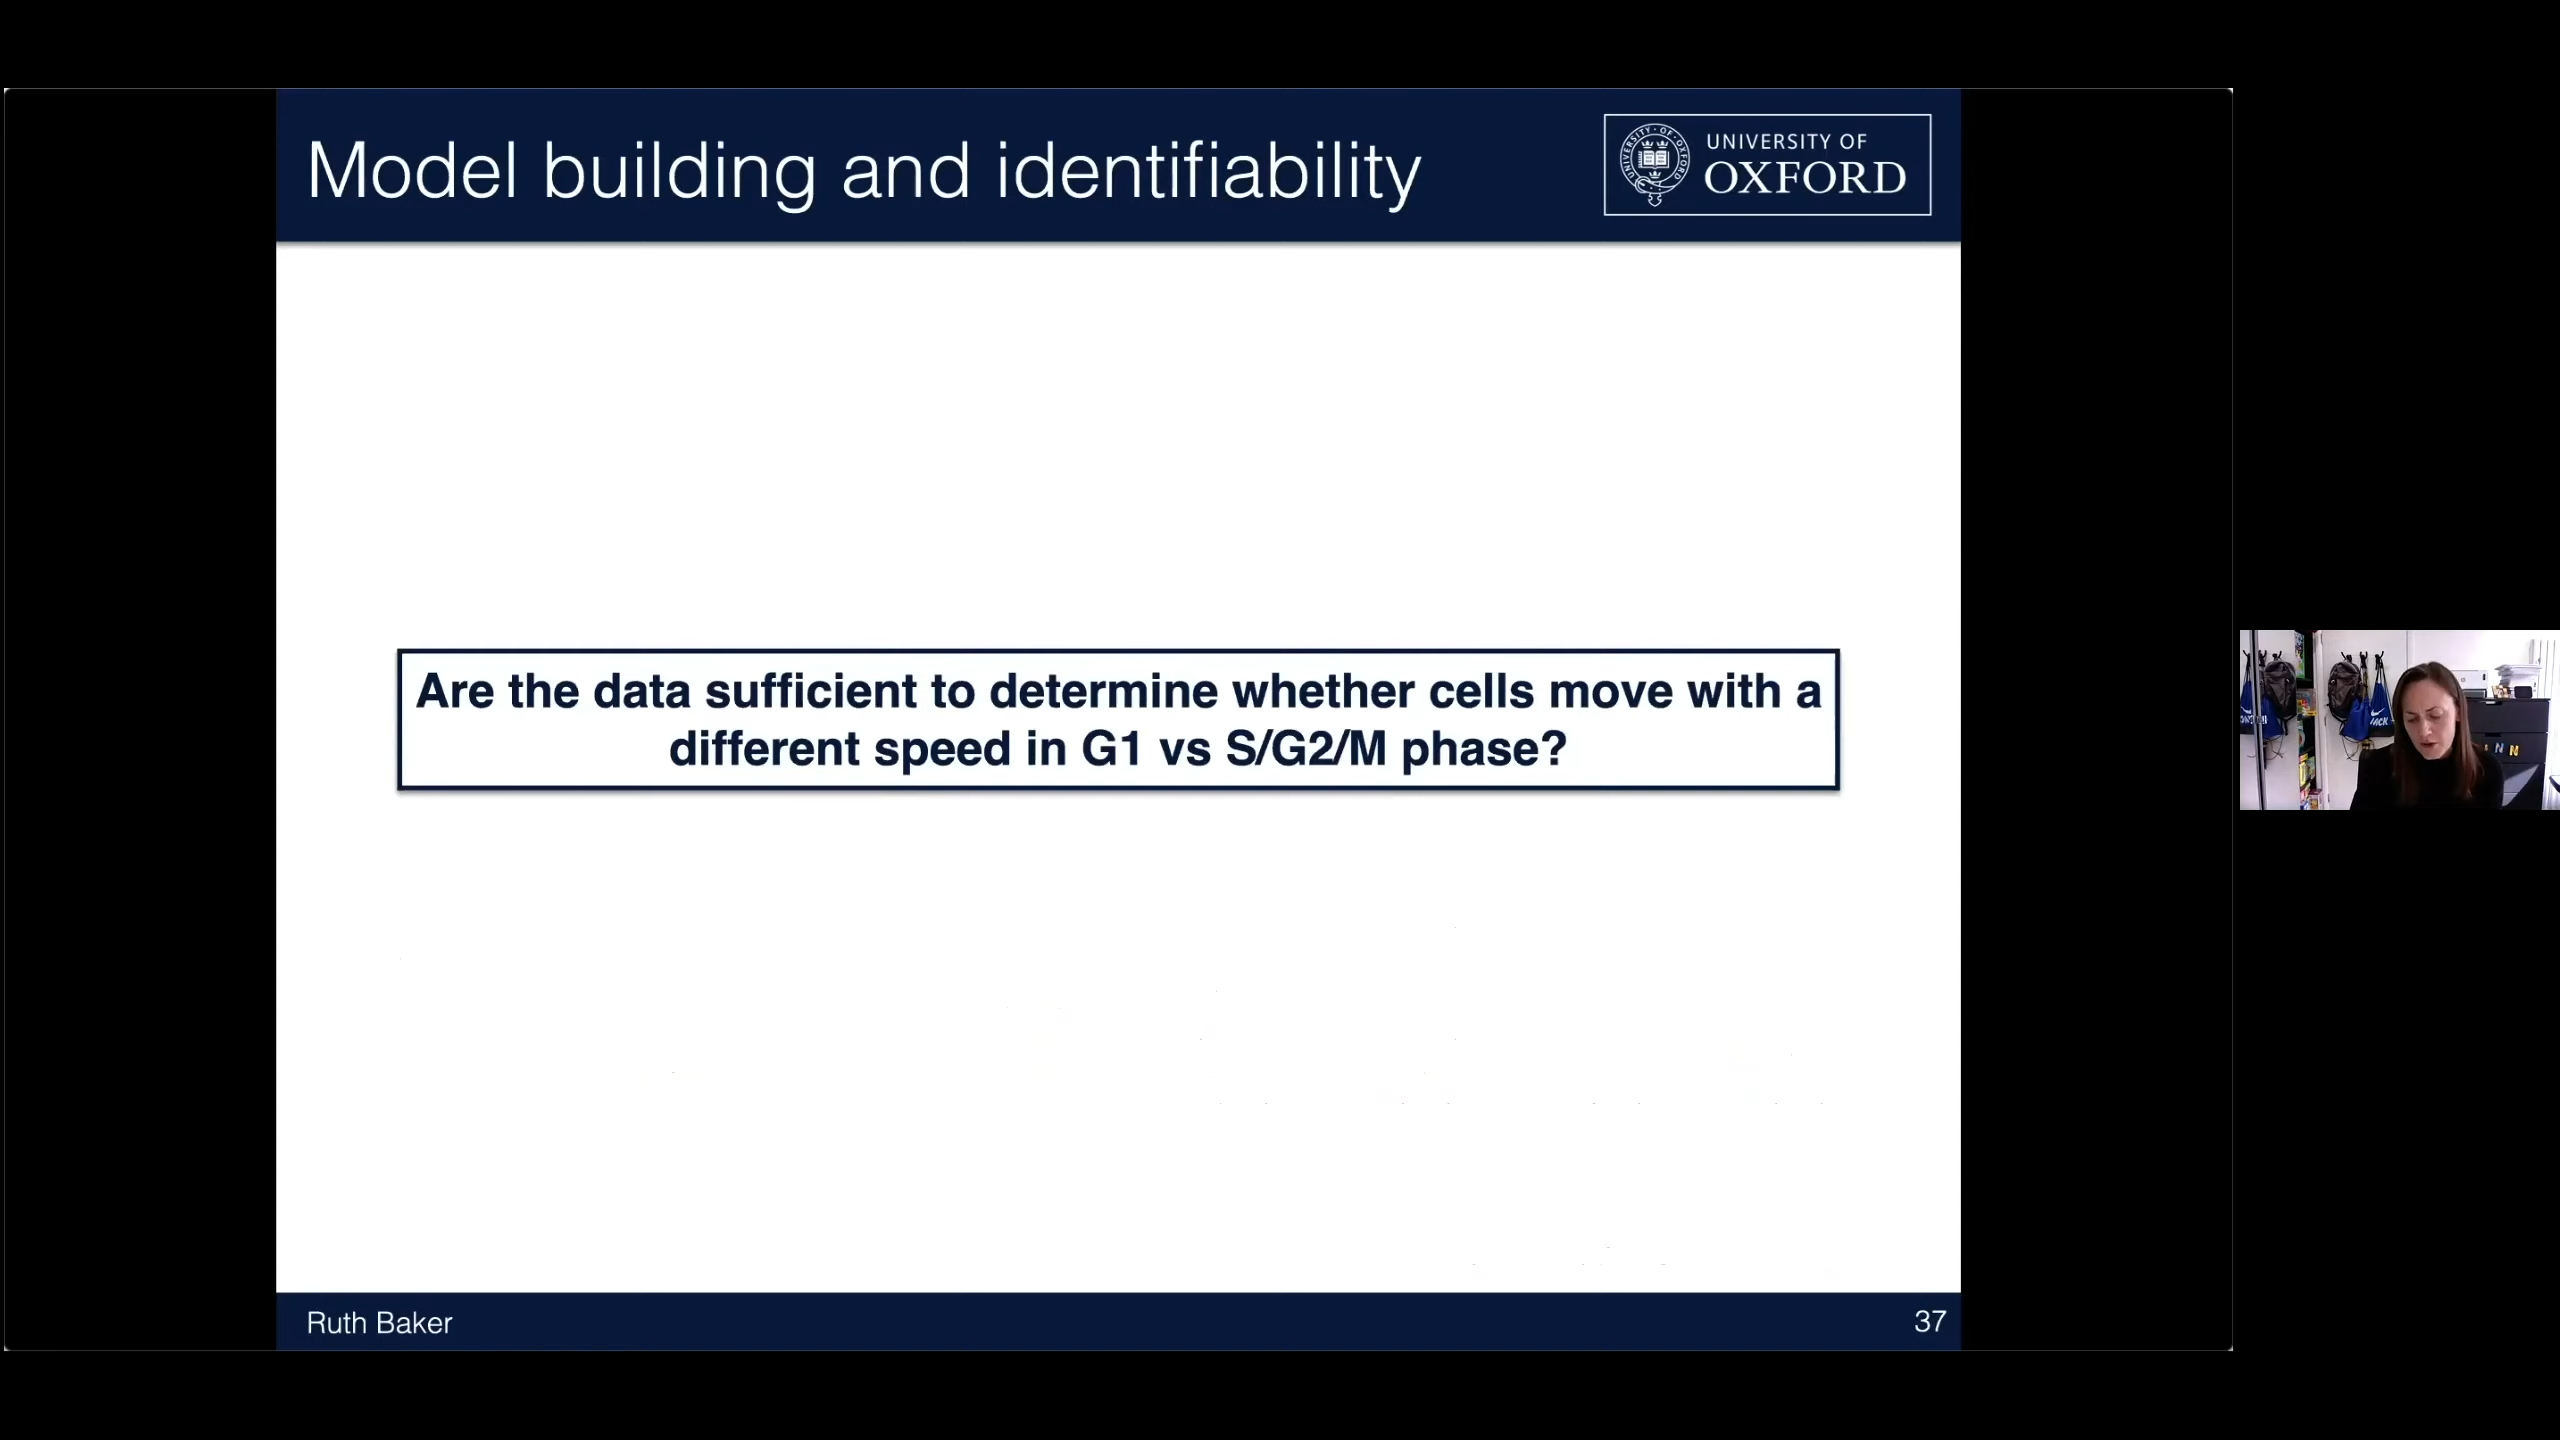 Model building and identifiability
UNIVERSITY OF
OXFORD
Are the data sufficient to determine whether cells move with a
different speed in G1 vs S/G2/M phase?
JACK
Ruth Baker
37